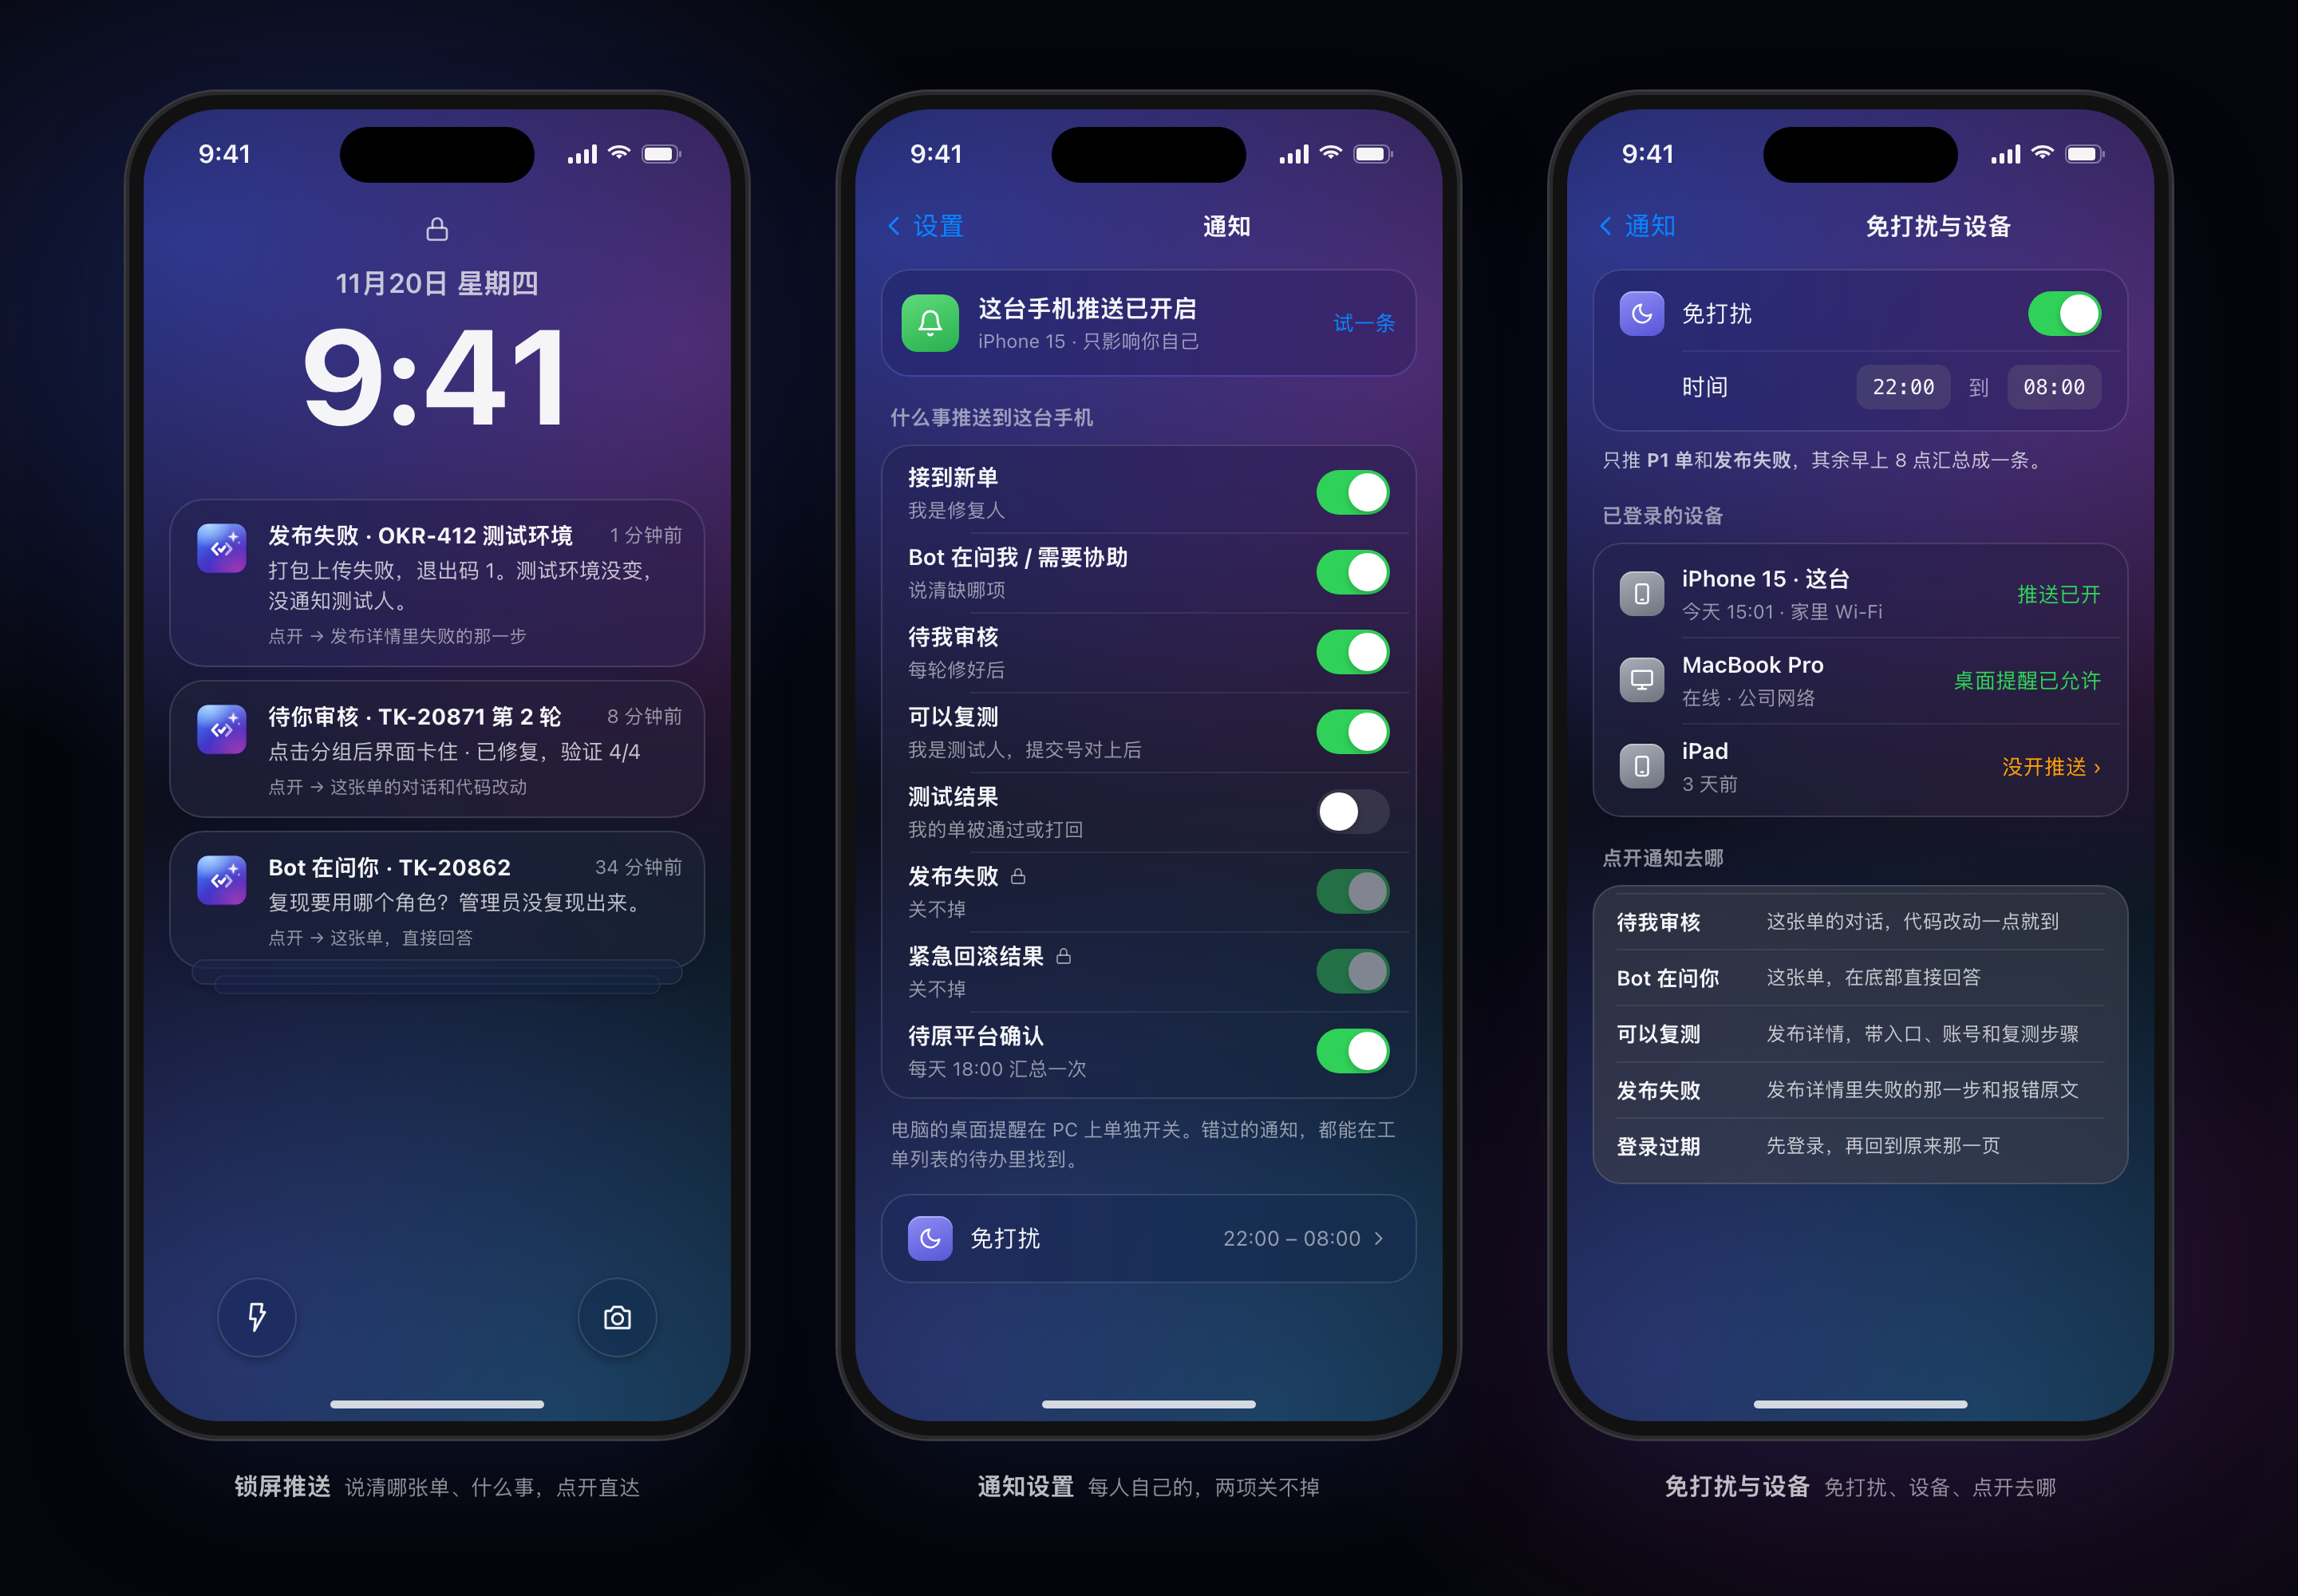 9:41
11月20日 星期四
9:41
发布失败 · OKR-412 测试环境 1 分钟前
打包上传失败，退出码 1。测试环境没变，
没通知测试人。
点开 → 发布详情里失败的那一步
待你审核 · TK-20871 第 2 轮 8 分钟前
点击分组后界面卡住 · 已修复，验证 4/4
点开 → 这张单的对话和代码改动
Bot 在问你 · TK-20862 34 分钟前
复现要用哪个角色？管理员没复现出来。
点开 → 这张单，直接回答
锁屏推送 说清哪张单、什么事，点开直达
9:41
设置 通知
这台手机推送已开启
iPhone 15 · 只影响你自己
试一条
什么事推送到这台手机
接到新单
我是修复人
Bot 在问我 / 需要协助
说清缺哪项
待我审核
每轮修好后
可以复测
我是测试人，提交号对上后
测试结果
我的单被通过或打回
发布失败
关不掉
紧急回滚结果
关不掉
待原平台确认
每天 18:00 汇总一次
电脑的桌面提醒在 PC 上单独开关。错过的通知，都能在工
单列表的待办里找到。
免打扰 22:00 – 08:00
通知设置 每人自己的，两项关不掉
9:41
通知 免打扰与设备
免打扰
时间 22:00 到 08:00
只推 P1 单和发布失败，其余早上 8 点汇总成一条。
已登录的设备
iPhone 15 · 这台
今天 15:01 · 家里 Wi-Fi
推送已开
MacBook Pro
在线 · 公司网络
桌面提醒已允许
iPad
3 天前
没开推送 ›
点开通知去哪
待我审核 这张单的对话，代码改动一点就到
Bot 在问你 这张单，在底部直接回答
可以复测 发布详情，带入口、账号和复测步骤
发布失败 发布详情里失败的那一步和报错原文
登录过期 先登录，再回到原来那一页
免打扰与设备 免打扰、设备、点开去哪